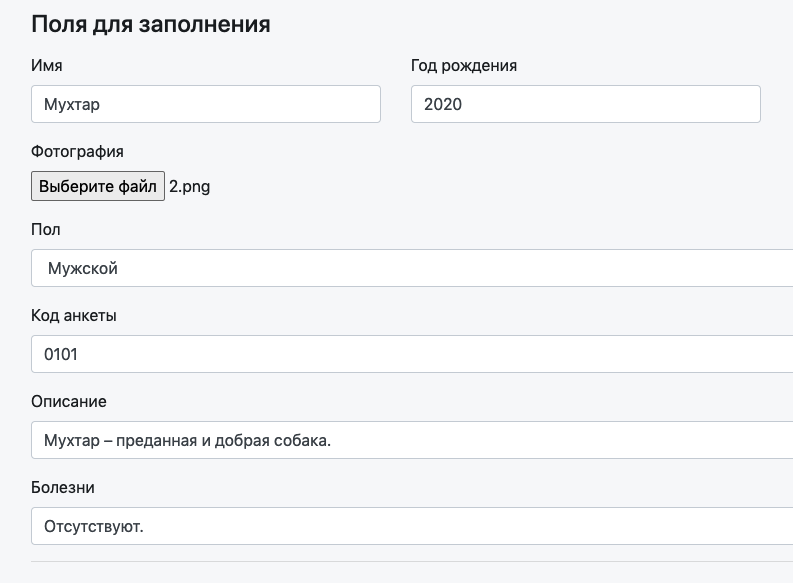 Поля для заполнения
Имя
Год рождения
Мухтар
2020
Фотография
Выберите файл 2.png
Пол
Мужской
Код анкеты
0101
Описание
Мухтар – преданная и добрая собака.
Болезни
Отсутствуют.